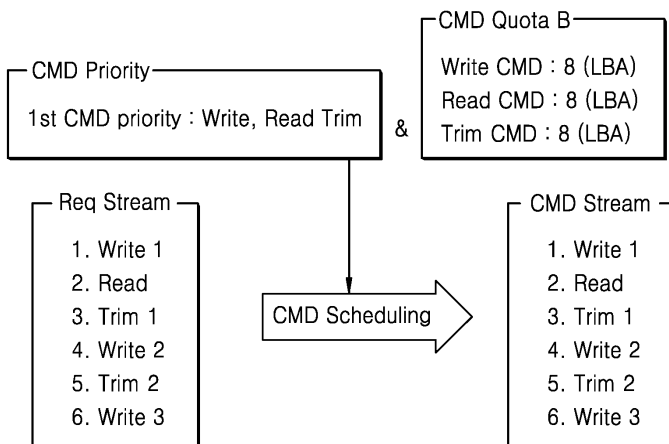 CMD Quota B
Write CMD : 8 (LBA)
Read CMD : 8 (LBA)
Trim CMD : 8 (LBA)
CMD Priority
1st CMD priority : Write, Read Trim
&
Req Stream
1. Write 1
2. Read
3. Trim 1
4. Write 2
5. Trim 2
6. Write 3
CMD Scheduling
CMD Stream
1. Write 1
2. Read
3. Trim 1
4. Write 2
5. Trim 2
6. Write 3